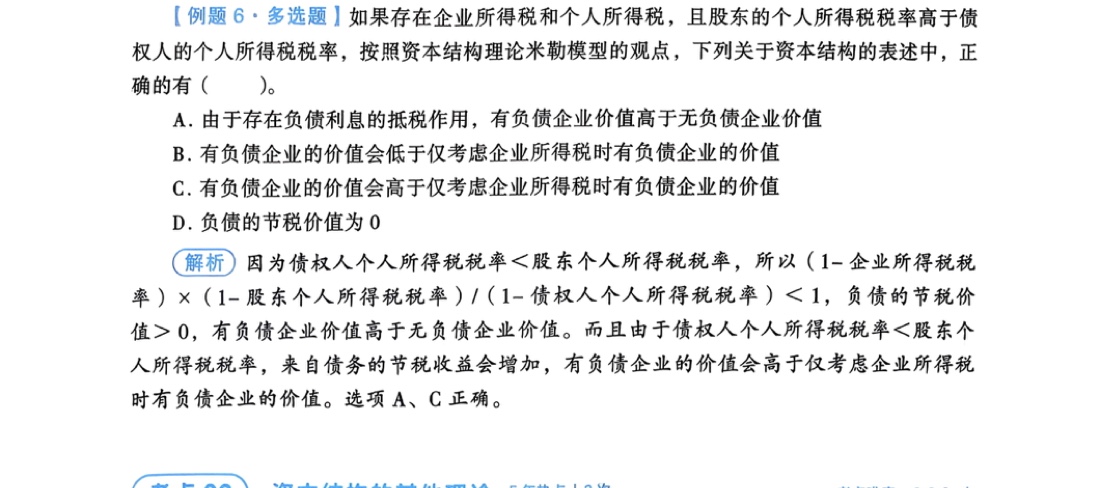 【例题6·多选题】如果存在企业所得税和个人所得税，且股东的个人所得税税率高于债
权人的个人所得税税率，按照资本结构理论米勒模型的观点，下列关于资本结构的表述中，正
确的有（　　）。
A. 由于存在负债利息的抵税作用，有负债企业价值高于无负债企业价值
B. 有负债企业的价值会低于仅考虑企业所得税时有负债企业的价值
C. 有负债企业的价值会高于仅考虑企业所得税时有负债企业的价值
D. 负债的节税价值为 0
解析 因为债权人个人所得税税率＜股东个人所得税税率，所以（1-企业所得税税
率）×（1-股东个人所得税税率）/（1-债权人个人所得税税率）＜1，负债的节税价
值＞0，有负债企业价值高于无负债企业价值。而且由于债权人个人所得税税率＜股东个
人所得税税率，来自债务的节税收益会增加，有负债企业的价值会高于仅考虑企业所得税
时有负债企业的价值。选项 A、C 正确。
资本结构的其他理论